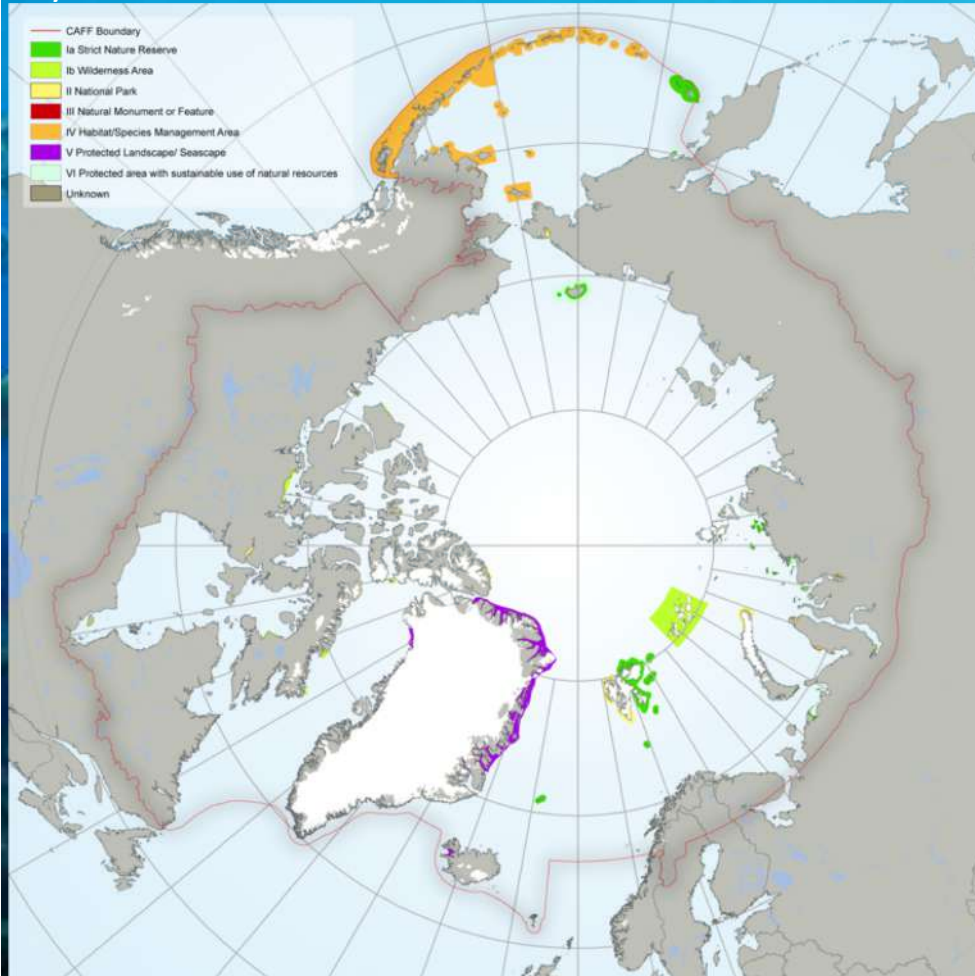 CAFF Boundary
Ia Strict Nature Reserve
Ib Wilderness Area
II National Park
III Natural Monument or Feature
IV Habitat/Species Management Area
V Protected Landscape/ Seascape
VI Protected area with sustainable use of natural resources
Unknown